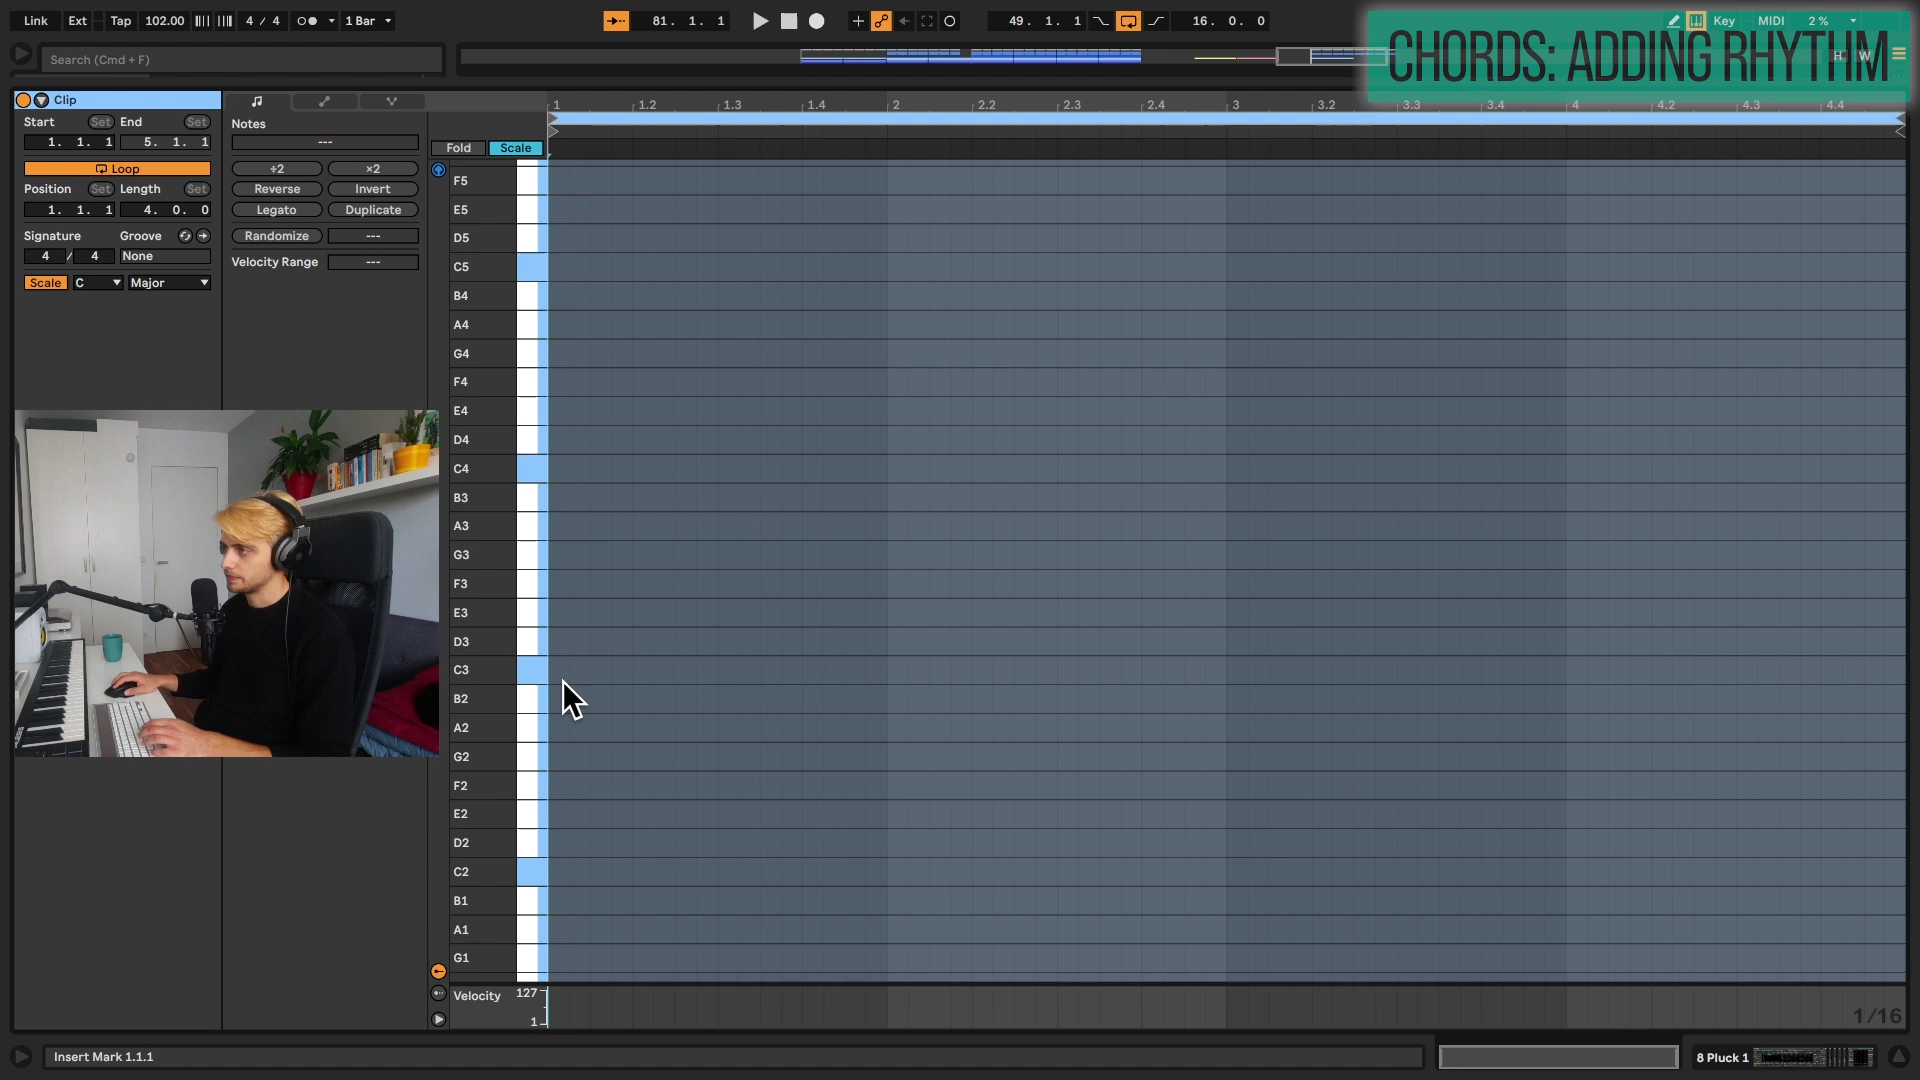 Link Ext Tap 102.00 4 / 4 1 Bar 81. 1. 1 49. 1. 1 16. 0. 0 Key MIDI 2 %
CHORDS: ADDING RHYTHM
Search (Cmd + F) H W
Clip
Start Set End Set
1. 1. 1 5. 1. 1
Loop
Position Set Length Set
1. 1. 1 4. 0. 0
Signature Groove
4 / 4 None
Scale C Major
Notes
---
÷2 ×2
Reverse Invert
Legato Duplicate
Randomize ---
Velocity Range ---
1 1.2 1.3 1.4 2 2.2 2.3 2.4 3 3.2 3.3 3.4 4 4.2 4.3 4.4
Fold Scale
F5
E5
D5
C5
B4
A4
G4
F4
E4
D4
C4
B3
A3
G3
F3
E3
D3
C3
B2
A2
G2
F2
E2
D2
C2
B1
A1
G1
Velocity 127
1
1/16
Insert Mark 1.1.1
8 Pluck 1